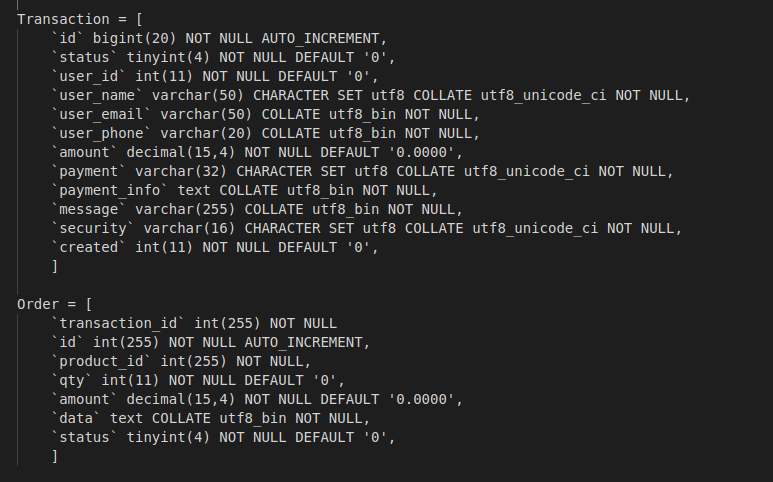 Transaction = [
`id` bigint(20) NOT NULL AUTO_INCREMENT,
`status` tinyint(4) NOT NULL DEFAULT '0',
`user_id` int(11) NOT NULL DEFAULT '0',
`user_name` varchar(50) CHARACTER SET utf8 COLLATE utf8_unicode_ci NOT NULL,
`user_email` varchar(50) COLLATE utf8_bin NOT NULL,
`user_phone` varchar(20) COLLATE utf8_bin NOT NULL,
`amount` decimal(15,4) NOT NULL DEFAULT '0.0000',
`payment` varchar(32) CHARACTER SET utf8 COLLATE utf8_unicode_ci NOT NULL,
`payment_info` text COLLATE utf8_bin NOT NULL,
`message` varchar(255) COLLATE utf8_bin NOT NULL,
`security` varchar(16) CHARACTER SET utf8 COLLATE utf8_unicode_ci NOT NULL,
`created` int(11) NOT NULL DEFAULT '0',
]
Order = [
`transaction_id` int(255) NOT NULL
`id` int(255) NOT NULL AUTO_INCREMENT,
`product_id` int(255) NOT NULL,
`qty` int(11) NOT NULL DEFAULT '0',
`amount` decimal(15,4) NOT NULL DEFAULT '0.0000',
`data` text COLLATE utf8_bin NOT NULL,
`status` tinyint(4) NOT NULL DEFAULT '0',
]